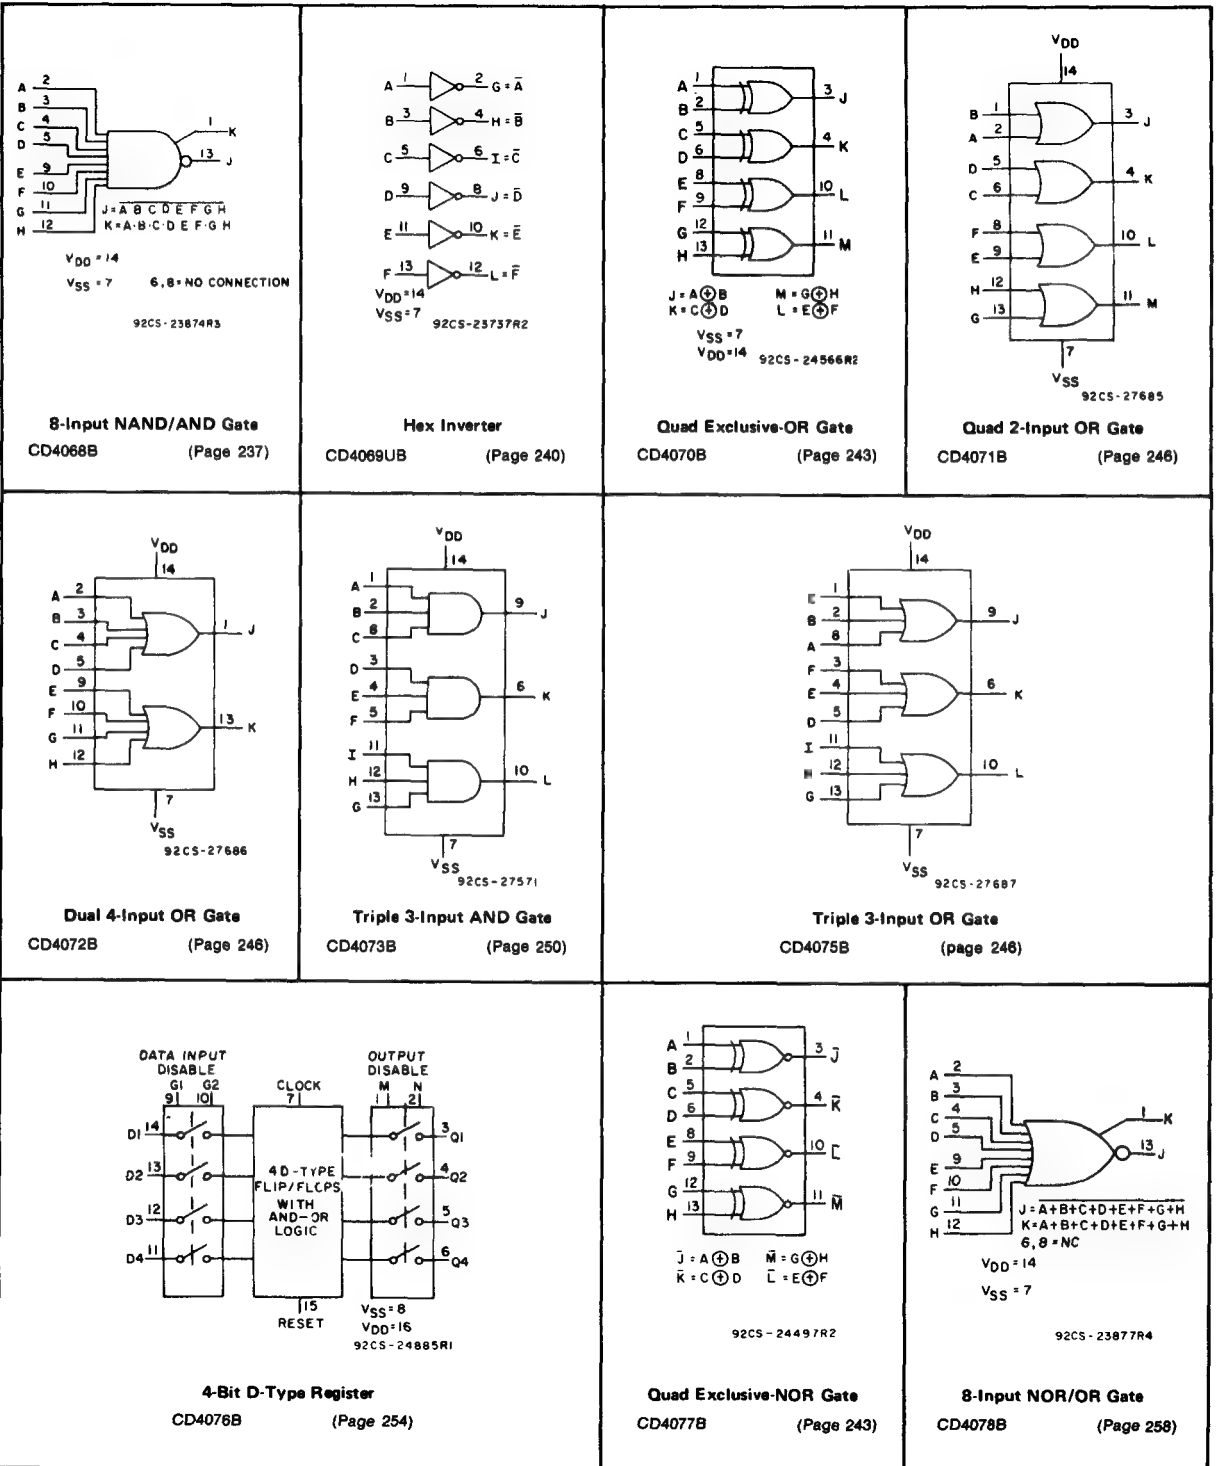 A 2
B 3
C 4
D 5
E 9
F 10
G 11
H 12
1 K
13 J
J=A B C D E F G H
K=A·B·C·D E F·G H
VDD = 14
VSS = 7 6,8=NO CONNECTION
92CS-23874R3
8-Input NAND/AND Gate
CD4068B (Page 237)
A 1 2 G=A̅
B 3 4 H=B̅
C 5 6 I=C̅
D 9 8 J=D̅
E 11 10 K=E̅
F 13 12 L=F̅
VDD=14
VSS=7
92CS-23737R2
Hex Inverter
CD4069UB (Page 240)
A 1
B 2
3 J
C 5
D 6
4 K
E 8
F 9
10 L
G 12
H 13
11 M
J=A⊕B M=G⊕H
K=C⊕D L=E⊕F
VSS=7
VDD=14
92CS-24566R2
Quad Exclusive-OR Gate
CD4070B (Page 243)
VDD
14
B 1
A 2
3 J
D 5
C 6
4 K
F 8
E 9
10 L
H 12
G 13
11 M
7
VSS
92CS-27685
Quad 2-Input OR Gate
CD4071B (Page 246)
VDD
14
A 2
B 3
C 4
D 5
1 J
E 9
F 10
G 11
H 12
13 K
7
VSS
92CS-27686
Dual 4-Input OR Gate
CD4072B (Page 246)
VDD
14
A 1
B 2
C 8
9 J
D 3
E 4
F 5
6 K
I 11
H 12
G 13
10 L
7
VSS
92CS-27571
Triple 3-Input AND Gate
CD4073B (Page 250)
VDD
14
1
B 2
A 8
9 J
F 3
E 4
D 5
6 K
I 11
12
G 13
10 L
7
VSS
92CS-27687
Triple 3-Input OR Gate
CD4075B (page 246)
DATA INPUT
DISABLE
G1 G2
9 10
CLOCK
7
OUTPUT
DISABLE
M N
1 2
D1 14
D2 13
D3 12
D4 11
4 D-TYPE
FLIP/FLOPS
WITH
AND-OR
LOGIC
3 Q1
4 Q2
5 Q3
6 Q4
15
RESET
VSS=8
VDD=16
92CS-24885R1
4-Bit D-Type Register
CD4076B (Page 254)
A 1
B 2
3 J̅
C 5
D 6
4 K̅
E 8
F 9
10 L̅
G 12
H 13
11 M̅
J̅=A⊕B M̅=G⊕H
K̅=C⊕D L̅=E⊕F
92CS-24497R2
Quad Exclusive-NOR Gate
CD4077B (Page 243)
A 2
B 3
C 4
D 5
E 9
F 10
G 11
H 12
1 K
13 J
J=A+B+C+D+E+F+G+H
K=A+B+C+D+E+F+G+H
6,8=NC
VDD=14
VSS=7
92CS-23877R4
8-Input NOR/OR Gate
CD4078B (Page 258)